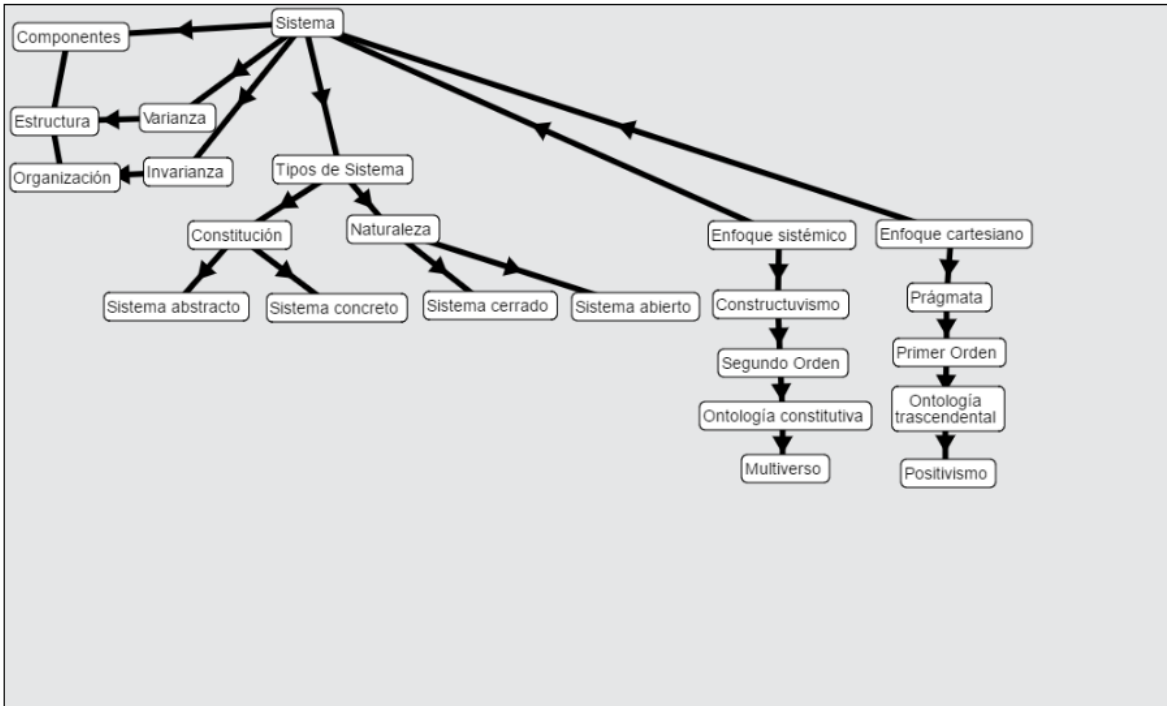 Sistema
Componentes
Estructura
Varianza
Organización
Invarianza
Tipos de Sistema
Constitución
Naturaleza
Enfoque sistémico
Enfoque cartesiano
Sistema abstracto
Sistema concreto
Sistema cerrado
Sistema abierto
Constructuvismo
Prágmata
Segundo Orden
Primer Orden
Ontología constitutiva
Ontología
trascendental
Multiverso
Positivismo